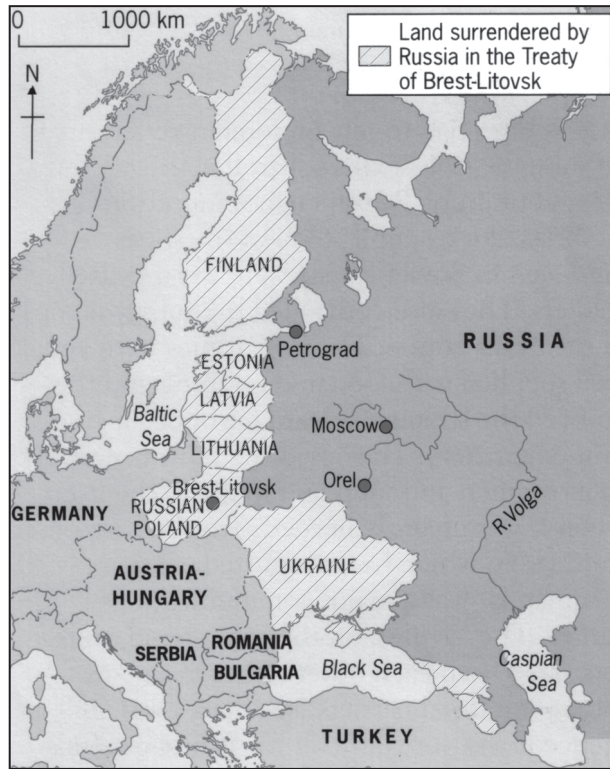 0 1000 km
Land surrendered by
Russia in the Treaty
of Brest-Litovsk
N
FINLAND
Petrograd
RUSSIA
ESTONIA
LATVIA
Baltic
Sea
LITHUANIA
Moscow
Orel
Brest-Litovsk
RUSSIAN
POLAND
GERMANY
R. Volga
UKRAINE
AUSTRIA-
HUNGARY
ROMANIA
SERBIA
BULGARIA
Black Sea
Caspian
Sea
TURKEY